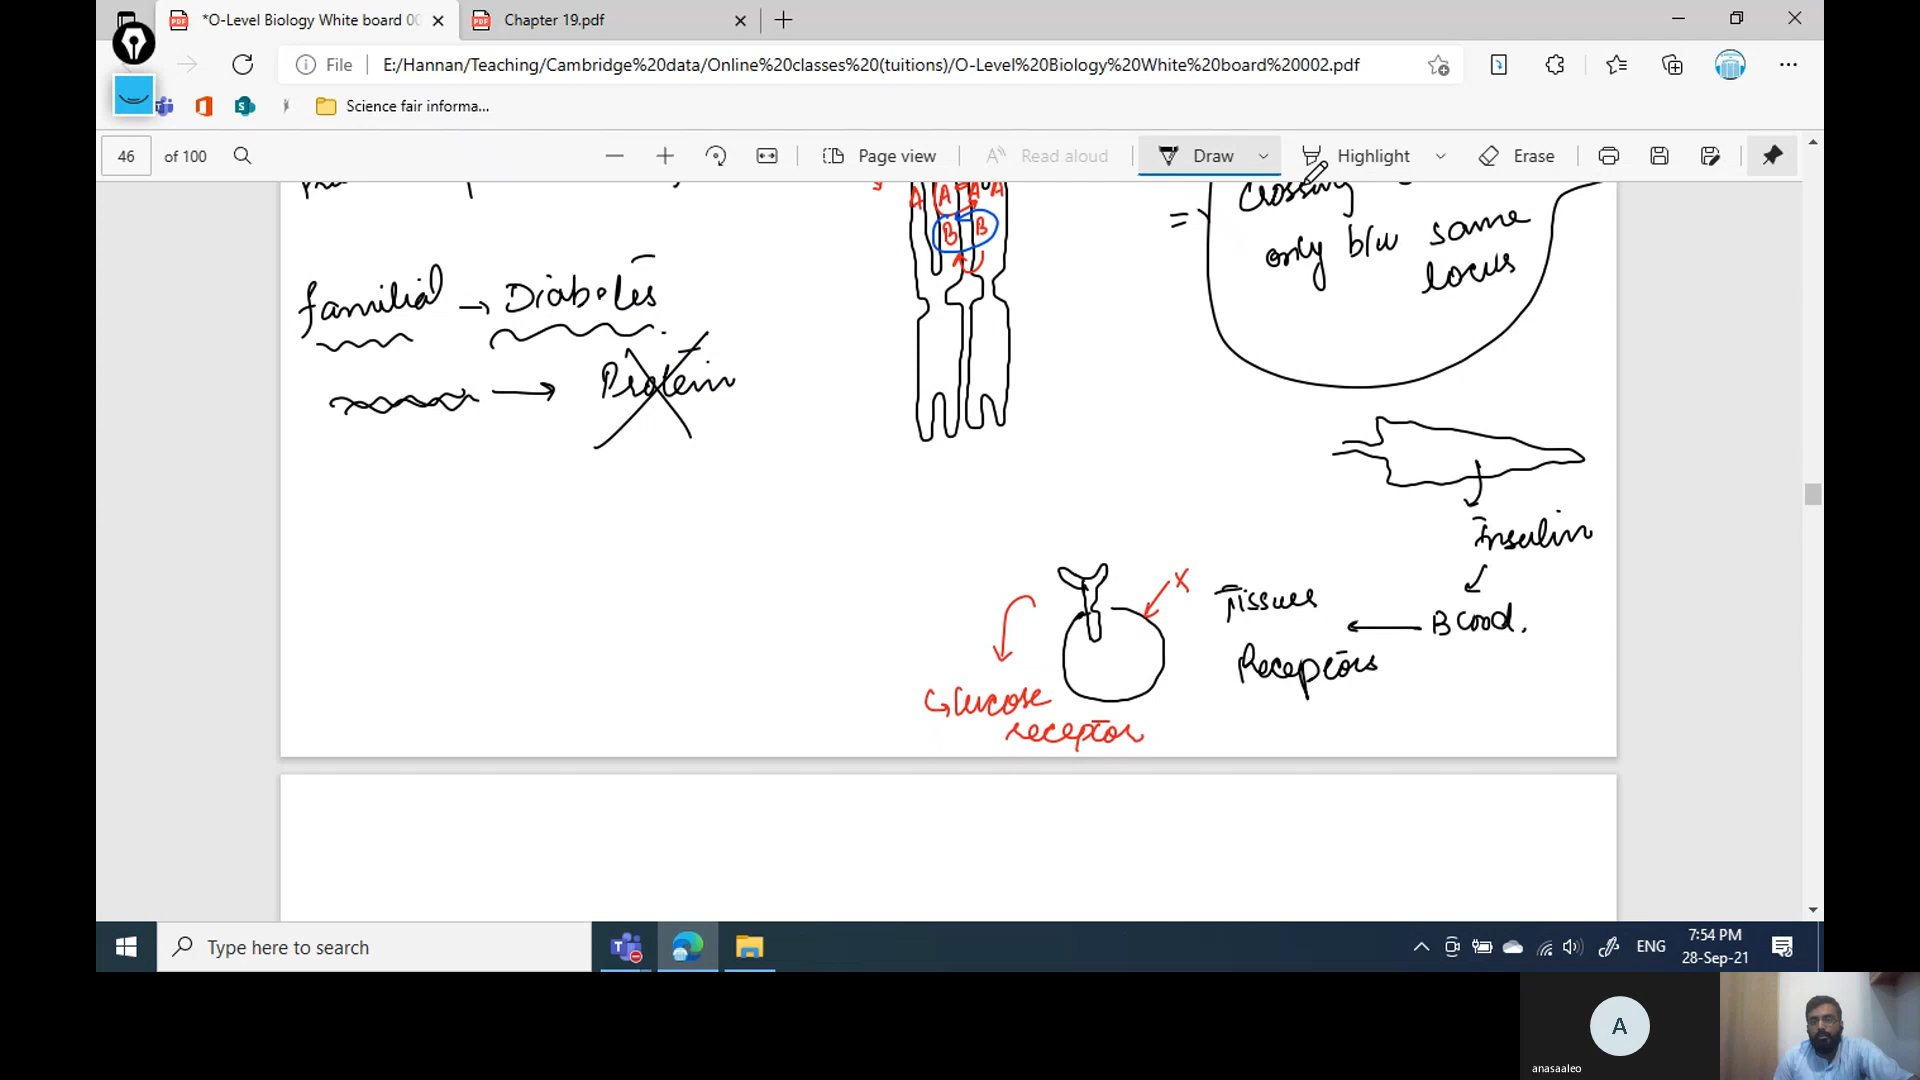 *O-Level Biology White board 00
Chapter 19.pdf
File
E:/Hannan/Teaching/Cambridge%20data/Online%20classes%20(tuitions)/O-Level%20Biology%20White%20board%20002.pdf
Science fair informa...
46 of 100
Page view
Read aloud
Draw
Highlight
Erase
A A A A
B B
= Crossing
only b/w same
locus
familial → Diabetes
→ Protein
Insulin
Blood.
Tissues
Receptors
X
Glucose
receptor
Type here to search
ENG
7:54 PM
28-Sep-21
A
anasaaleo